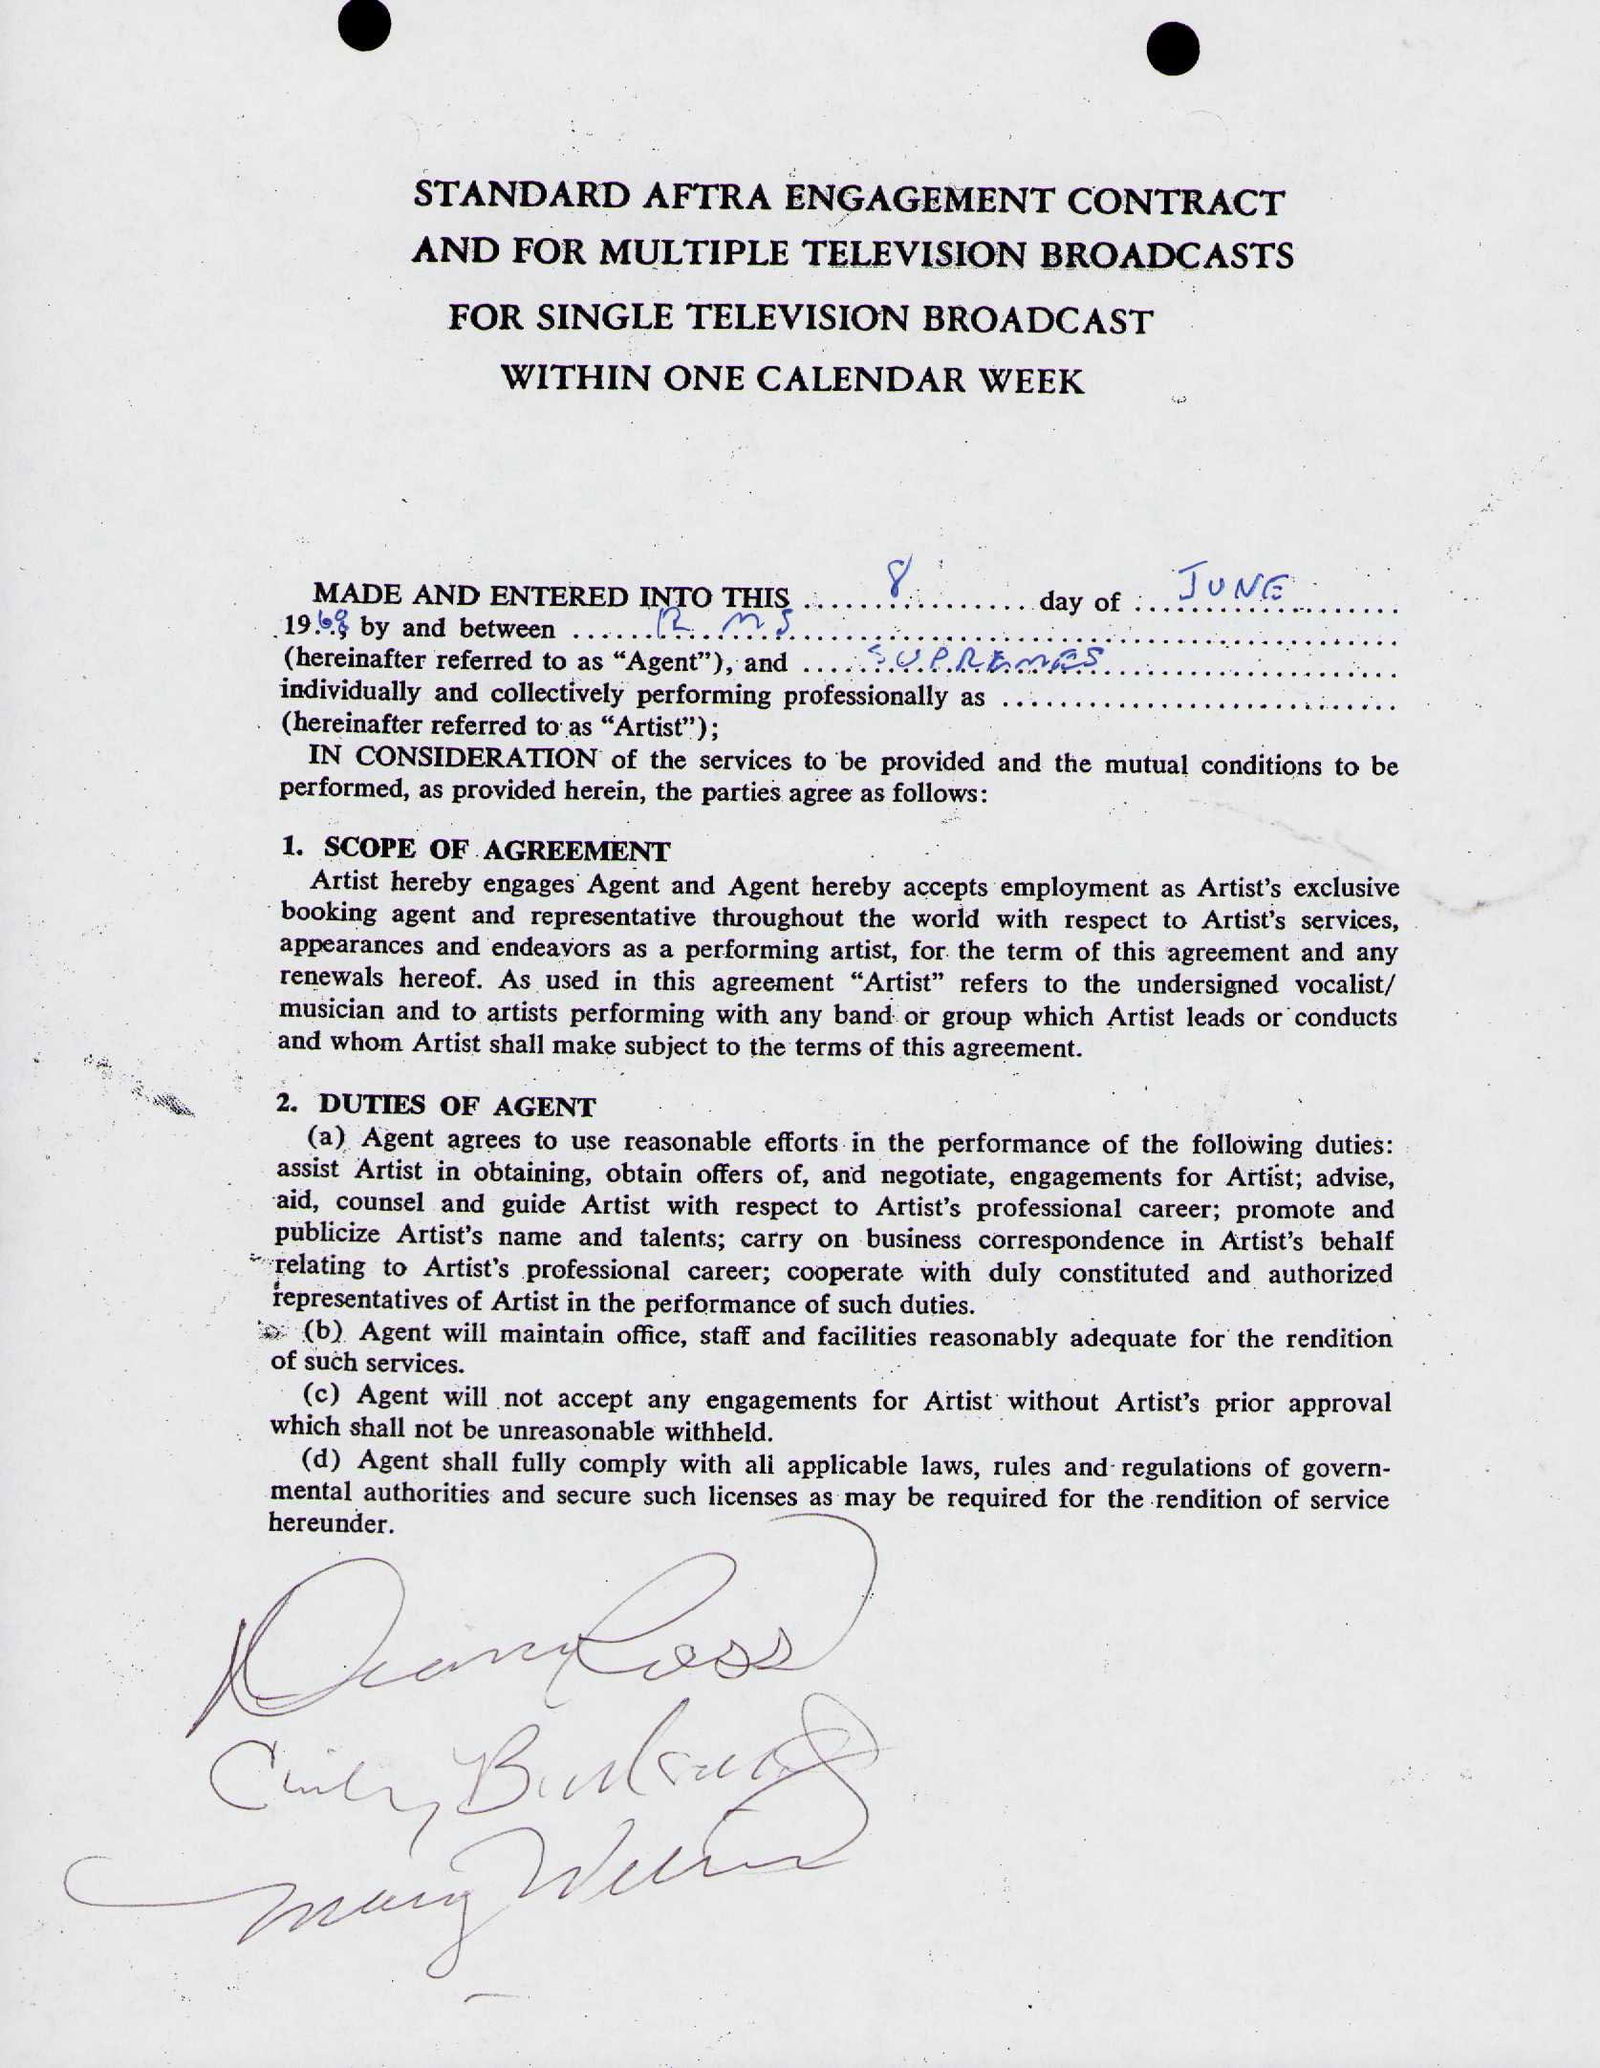 STANDARD AFTRA ENGAGEMENT CONTRACT
AND FOR MULTIPLE TELEVISION BROADCASTS
FOR SINGLE TELEVISION BROADCAST
WITHIN ONE CALENDAR WEEK
MADE AND ENTERED INTO THIS ....... 8 ............ day of .... JUNE ............
19.68 by and between ...... R M S ......................................
(hereinafter referred to as “Agent”), and ...... SUPREMES ......................
individually and collectively performing professionally as ............................
(hereinafter referred to as “Artist”);
IN CONSIDERATION of the services to be provided and the mutual conditions to be
performed, as provided herein, the parties agree as follows:
1. SCOPE OF AGREEMENT
Artist hereby engages Agent and Agent hereby accepts employment as Artist’s exclusive
booking agent and representative throughout the world with respect to Artist’s services,
appearances and endeavors as a performing artist, for the term of this agreement and any
renewals hereof. As used in this agreement “Artist” refers to the undersigned vocalist/
musician and to artists performing with any band or group which Artist leads or conducts
and whom Artist shall make subject to the terms of this agreement.
2. DUTIES OF AGENT
(a) Agent agrees to use reasonable efforts in the performance of the following duties:
assist Artist in obtaining, obtain offers of, and negotiate, engagements for Artist; advise,
aid, counsel and guide Artist with respect to Artist’s professional career; promote and
publicize Artist’s name and talents; carry on business correspondence in Artist’s behalf
relating to Artist’s professional career; cooperate with duly constituted and authorized
representatives of Artist in the performance of such duties.
(b) Agent will maintain office, staff and facilities reasonably adequate for the rendition
of such services.
(c) Agent will not accept any engagements for Artist without Artist’s prior approval
which shall not be unreasonable withheld.
(d) Agent shall fully comply with all applicable laws, rules and regulations of govern-
mental authorities and secure such licenses as may be required for the rendition of service
hereunder.
Diana Ross
Cindy Birdsong
Mary Wilson